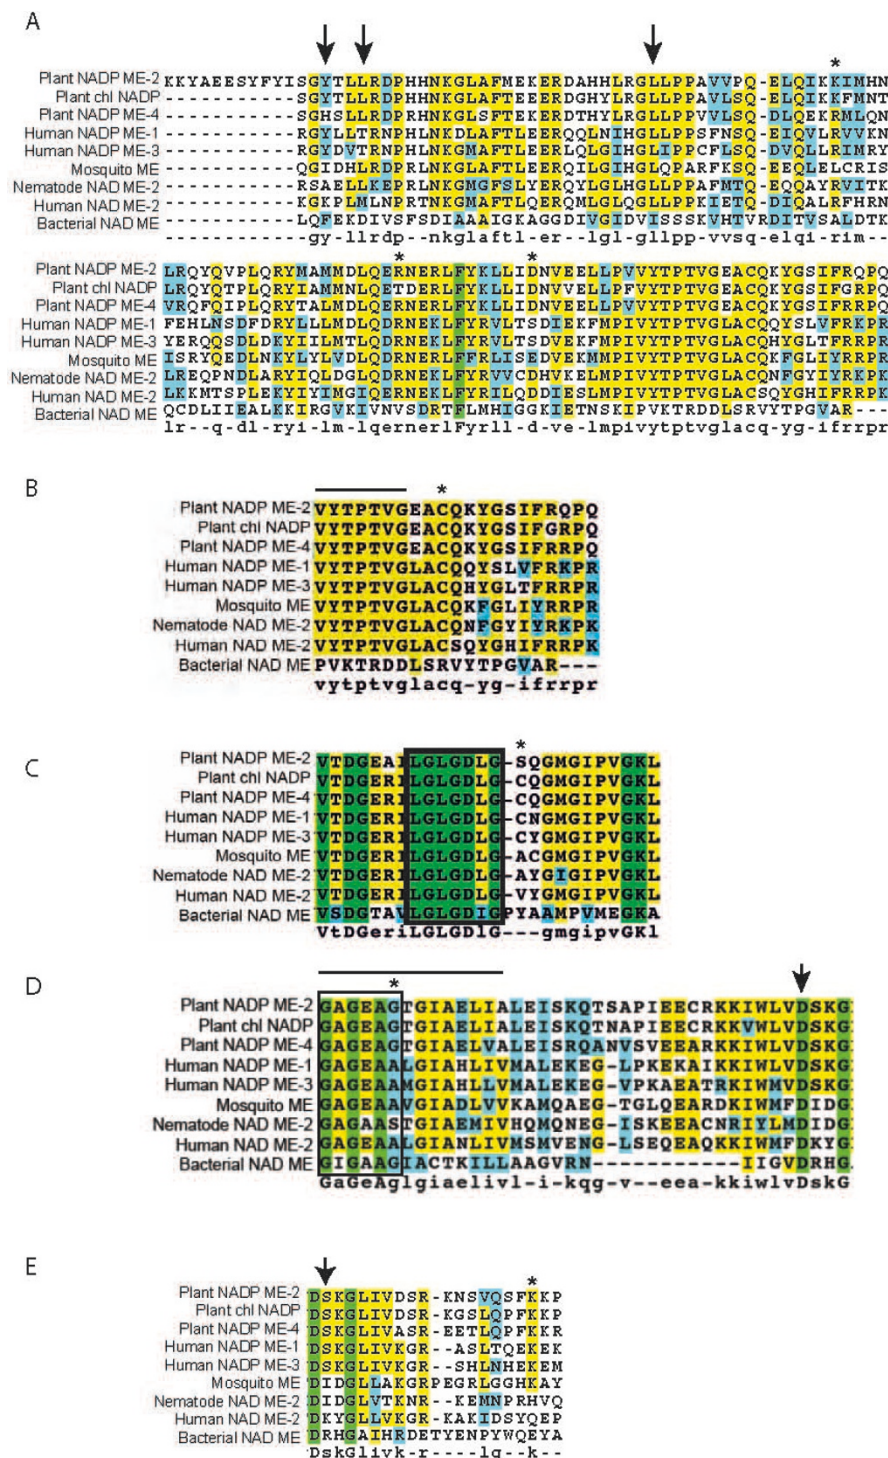 A
* 
Plant NADP ME-2 KKYAEESYFYISGYTLLRDPHHNKGLAFMEKERDAHHLRGLLPPAVVPQ-ELQIKKIMHN
Plant chl NADP ------------SGYTLLRDPHHNKGLAFTEEERDGHYLRGLLPPAVLSQ-ELQIKKFMNT
Plant NADP ME-4 ------------SGHSLLRDPRHNKGLSFTEKERDTHYLRGLLPPVVLSQ-DLQEKRMLQN
Human NADP ME-1 ------------RGYLLTRNPHLNKDLAFTLEERQQLNIHGLLPPSFNSQ-EIQVLRVVKN
Human NADP ME-3 ------------RGYDVTRNPHLNKGMAFTLEERLQLGIHGLIPPCFLSQ-DVQLLRIMRY
Mosquito ME ------------QGIDHLRDPRLNKGLAFTLEERQILGIHGLQPARFKSQ-EEQLELCRIS
Nematode NAD ME-2 ------------RSAELLKEPRLNKGMGFSLYERQYLGLHGLLPPAFMTQ-EQQAYRVITK
Human NAD ME-2 ------------KGKPLMLNPRTNKGMAFTLQERQMLGLQGLLPPKIETQ-DIQALRFHRN
Bacterial NAD ME ------------LQFEKDIVSFSDIAAAIGKAGGDIVGIDVISSSKVHTVRDITVSALDTK
------------gy-llrdp--nkglaftl-erl--lgl-gllppvvsq-elqi-rim--
* *
Plant NADP ME-2 LRQYQVPLQRYMAMMDLQERNERLFYKLLIDNVEELLPVVYTPTVGEACQKYGSIFRQPQ
Plant chl NADP LRQYQTPLQRYIAMMNLQETDERLFYKLLIDNVVELLPFVYTPTVGEACQKYGSIFGRPQ
Plant NADP ME-4 VRQFQIPLQRYTALMDLQERNERLFYKLLIDNVEELLPVVYTPTVGEACQKYGSIFRRPQ
Human NADP ME-1 FEHLNSDFDRYLLLMDLQDRNEKLFYRVLTSDIEKFMPIVYTPTVGLACQQYSLVFRKPR
Human NADP ME-3 YERQQSDLDKYIILMTLQDRNEKLFYRVLTSDVEKFMPIVYTPTVGLACQHYGLTFRRPR
Mosquito ME ISRYQEDLNKYLYLVDLQDRNERLFFRLISEDVEKMMPIVYTPTVGLACQKFGLIYRRPR
Nematode NAD ME-2 LREQPNDLARYIQLDGLQDRNEKLFYRVVCDHVKELMPIVYTPTVGLACQNFGYIYRKPK
Human NAD ME-2 LKKMTSPLEKYIYIMGIQERNEKLFYRILQDDIESLMPIVYTPTVGLACSQYGHIFRRPK
Bacterial NAD ME QCDLIIEALKKIRGVKIVNVSDRTFLMHIGGKIETNSKIPVKTRDDLSRVYTPGVAR---
lr--q-dl-ryil-lm-lqernerlFyrll-d-velmpivytptvglacq-yg-ifrrpr
B
*
Plant NADP ME-2 VYTPTVGEACQKYGSIFRQPQ
Plant chl NADP VYTPTVGEACQKYGSIFGRPQ
Plant NADP ME-4 VYTPTVGEACQKYGSIFRRPQ
Human NADP ME-1 VYTPTVGLACQQYSLVFRKPR
Human NADP ME-3 VYTPTVGLACQHYGLTFRRPR
Mosquito ME VYTPTVGLACQKFGLIYRRPR
Nematode NAD ME-2 VYTPTVGLACQNFGYIYRKPK
Human NAD ME-2 VYTPTVGLACSQYGHIFRRPK
Bacterial NAD ME PVKTRDDLSRVYTPGVAR---
vytptvglacq-yg-ifrrpr
C
*
Plant NADP ME-2 VTDGEAILGLGDLG-SQGMGIPVGKL
Plant chl NADP VTDGERILGLGDLG-CQGMGIPVGKL
Plant NADP ME-4 VTDGERILGLGDLG-CQGMGIPVGKL
Human NADP ME-1 VTDGERILGLGDLG-CNGMGIPVGKL
Human NADP ME-3 VTDGERILGLGDLG-CYGMGIPVGKL
Mosquito ME VTDGERILGLGDLG-ACGMGIPVGKL
Nematode NAD ME-2 VTDGERILGLGDLG-AYGIGIPVGKL
Human NAD ME-2 VTDGERILGLGDLG-VYGMGIPVGKL
Bacterial NAD ME VSDGTAVLGLGDIGPYAAMPVMEGKA
VtDGeriLGLGDlG---gmgipvGKl
D
*
Plant NADP ME-2 GAGEAGTGIAELIALEISKQTSAPIEECRKKIWLVDSKG
Plant chl NADP GAGEAGTGIAELIALEISKQTNAPIEECRKKVWLVDSKG
Plant NADP ME-4 GAGEAGTGIAELVALEISRQANVSVEEARKKIWLVDSKG
Human NADP ME-1 GAGEAALGIAHLIVMALEKEG-LPKEKAIKKIWLVDSKG
Human NADP ME-3 GAGEAAMGIAHLLVMALEKEG-VPKAEATRKIWMVDSKG
Mosquito ME GAGEAAVGIADLVVKAMQAEG-TGLQEARDKIWMFDIDG
Nematode NAD ME-2 GAGAASTGIAEMIVHQMQNEG-ISKEEACNRIYLMDIDG
Human NAD ME-2 GAGEAALGIANLIVMSMVENG-LSEQEAQKKIWMFDKYG
Bacterial NAD ME GIGAAGIACTKILLAAGVRN-----------IIGVDRHG
GaGeAglgiaelivl-i-kqg-v--eea-kkiwlvDskG
E
*
Plant NADP ME-2 DSKGLIVDSR-KNSVQSFKKP
Plant chl NADP DSKGLIVDSR-KGSLQPFKKP
Plant NADP ME-4 DSKGLIVASR-EETLQPFKKR
Human NADP ME-1 DSKGLIVKGR--ASLTQEKEK
Human NADP ME-3 DSKGLIVKGR--SHLNHEKEM
Mosquito ME DIDGLLAKGRPEGRLGGHKAY
Nematode NAD ME-2 DIDGLVTKNR--KEMNPRHVQ
Human NAD ME-2 DKYGLLVKGR-KAKIDSYQEP
Bacterial NAD ME DRHGAIHRDETYENPYWQEYA
DskGlivk-r----lq--k--